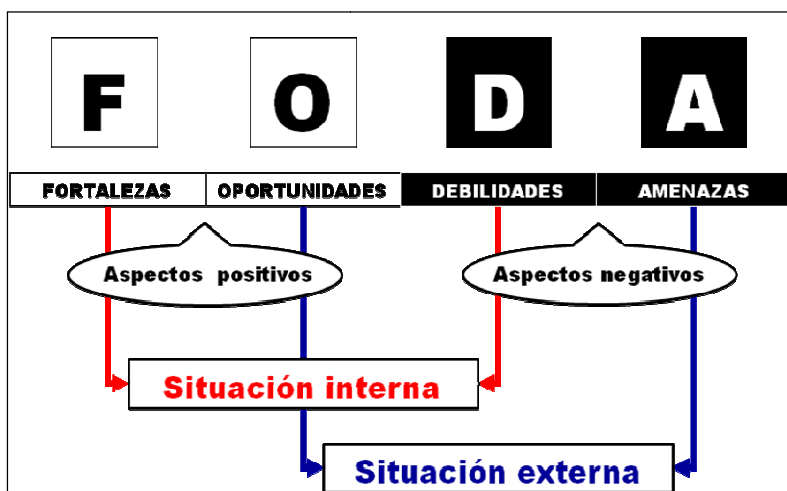 F O D A
FORTALEZAS OPORTUNIDADES DEBILIDADES AMENAZAS
Aspectos positivos Aspectos negativos
Situación interna
Situación externa